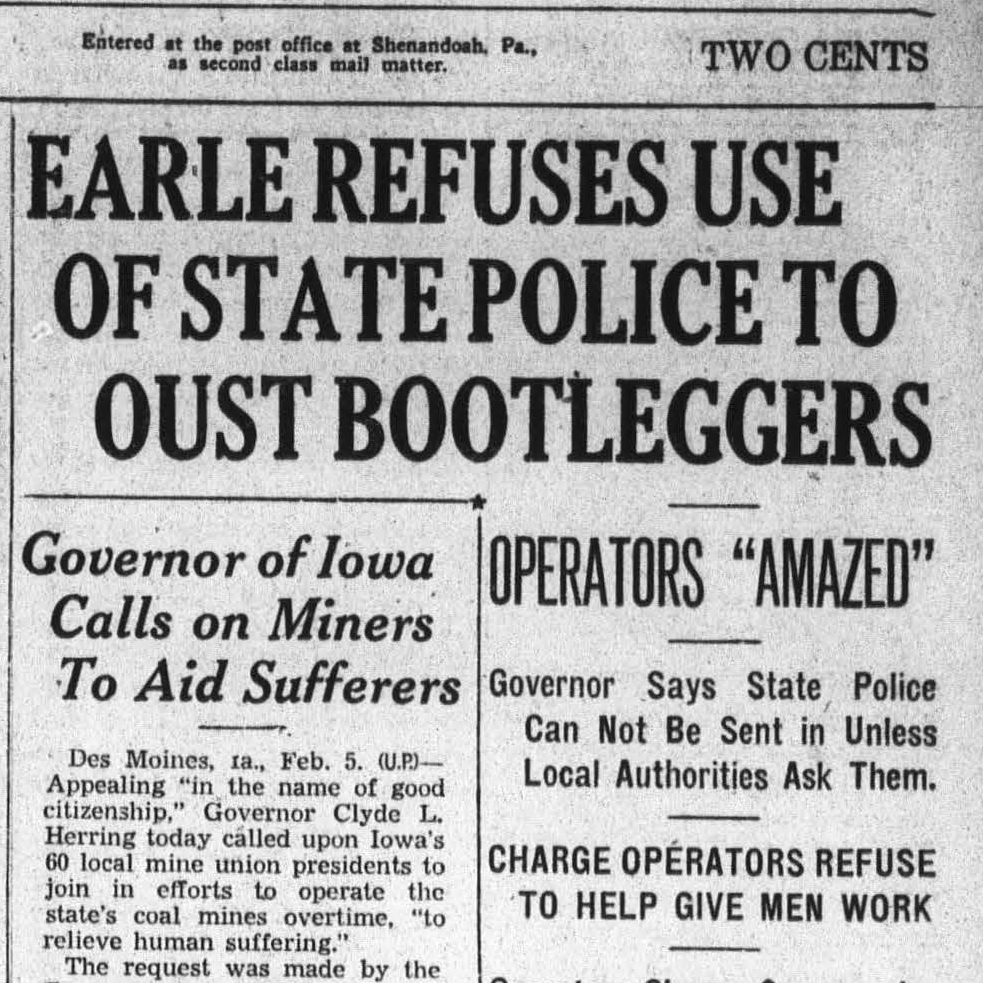 Entered at the post office at Shenandoah, Pa.,
as second class mail matter.
TWO CENTS
EARLE REFUSES USE
OF STATE POLICE TO
OUST BOOTLEGGERS
Governor of Iowa
Calls on Miners
To Aid Sufferers
Des Moines, Ia., Feb. 5. (U.P.)—
Appealing "in the name of good
citizenship," Governor Clyde L.
Herring today called upon Iowa's
60 local mine union presidents to
join in efforts to operate the
state's coal mines overtime, "to
relieve human suffering."
The request was made by the
OPERATORS "AMAZED"
Governor Says State Police
Can Not Be Sent in Unless
Local Authorities Ask Them.
CHARGE OPERATORS REFUSE
TO HELP GIVE MEN WORK